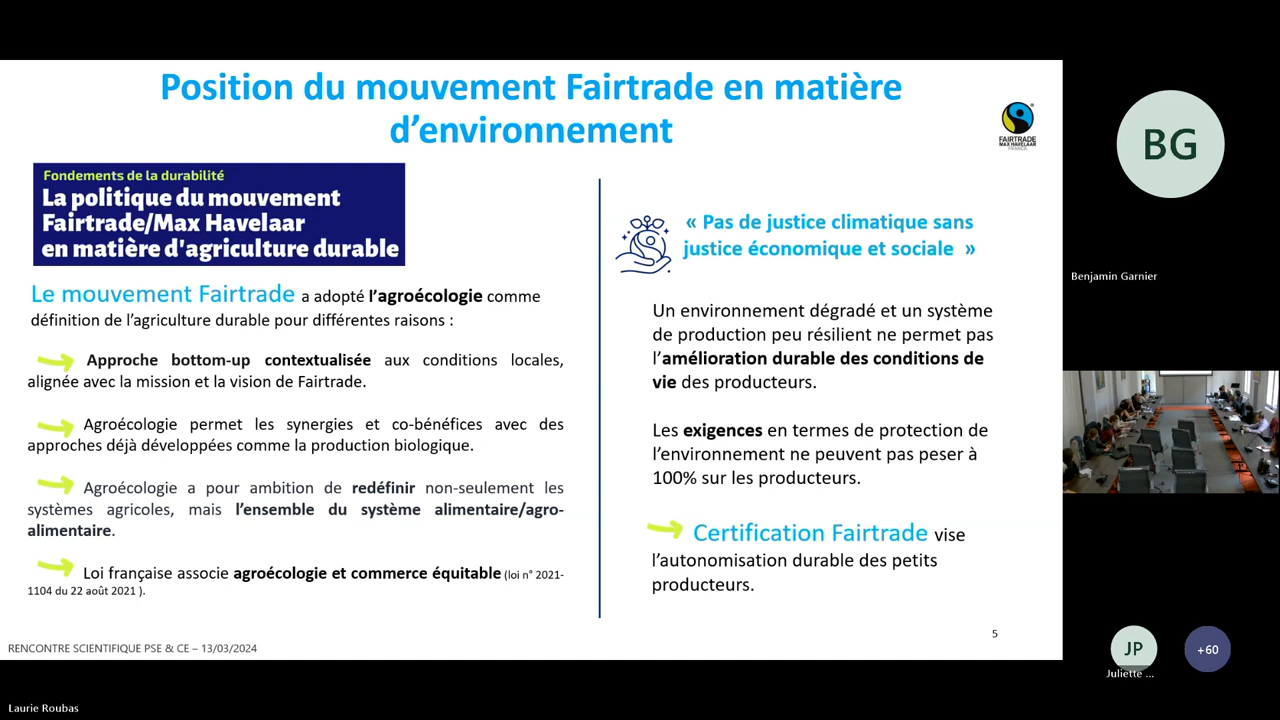 Position du mouvement Fairtrade en matière
d’environnement
FAIRTRADE
MAX HAVELAAR
FRANCE
Fondements de la durabilité
La politique du mouvement
Fairtrade/Max Havelaar
en matière d'agriculture durable
Le mouvement Fairtrade a adopté l’agroécologie comme
définition de l’agriculture durable pour différentes raisons :
Approche bottom-up contextualisée aux conditions locales,
alignée avec la mission et la vision de Fairtrade.
Agroécologie permet les synergies et co-bénéfices avec des
approches déjà développées comme la production biologique.
Agroécologie a pour ambition de redéfinir non-seulement les
systèmes agricoles, mais l’ensemble du système alimentaire/agro-
alimentaire.
Loi française associe agroécologie et commerce équitable (loi n° 2021-
1104 du 22 août 2021 ).
« Pas de justice climatique sans
justice économique et sociale »
Un environnement dégradé et un système
de production peu résilient ne permet pas
l’amélioration durable des conditions de
vie des producteurs.
Les exigences en termes de protection de
l’environnement ne peuvent pas peser à
100% sur les producteurs.
Certification Fairtrade vise
l’autonomisation durable des petits
producteurs.
5
RENCONTRE SCIENTIFIQUE PSE & CE – 13/03/2024
BG
Benjamin Garnier
JP
Juliette ...
+60
Laurie Roubas